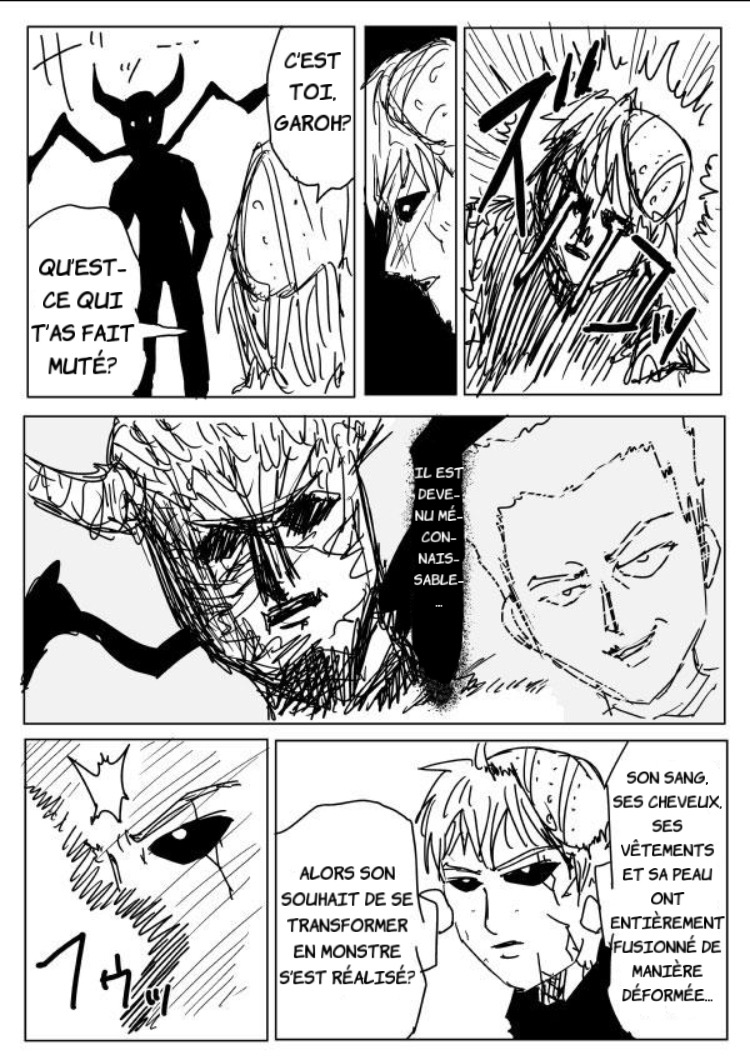 C'EST
TOI,
GAROH?
QU'EST-
CE QUI
T'AS FAIT
MUTÉ?
IL EST
DEVE-
NU MÉ-
CON-
NAIS-
SABLE-
...
SON SANG,
SES CHEVEUX,
SES
VÊTEMENTS
ET SA PEAU
ONT
ENTIÈREMENT
FUSIONNÉ DE
MANIÈRE
DÉFORMÉE...
ALORS SON
SOUHAIT DE SE
TRANSFORMER
EN MONSTRE
S'EST RÉALISÉ?